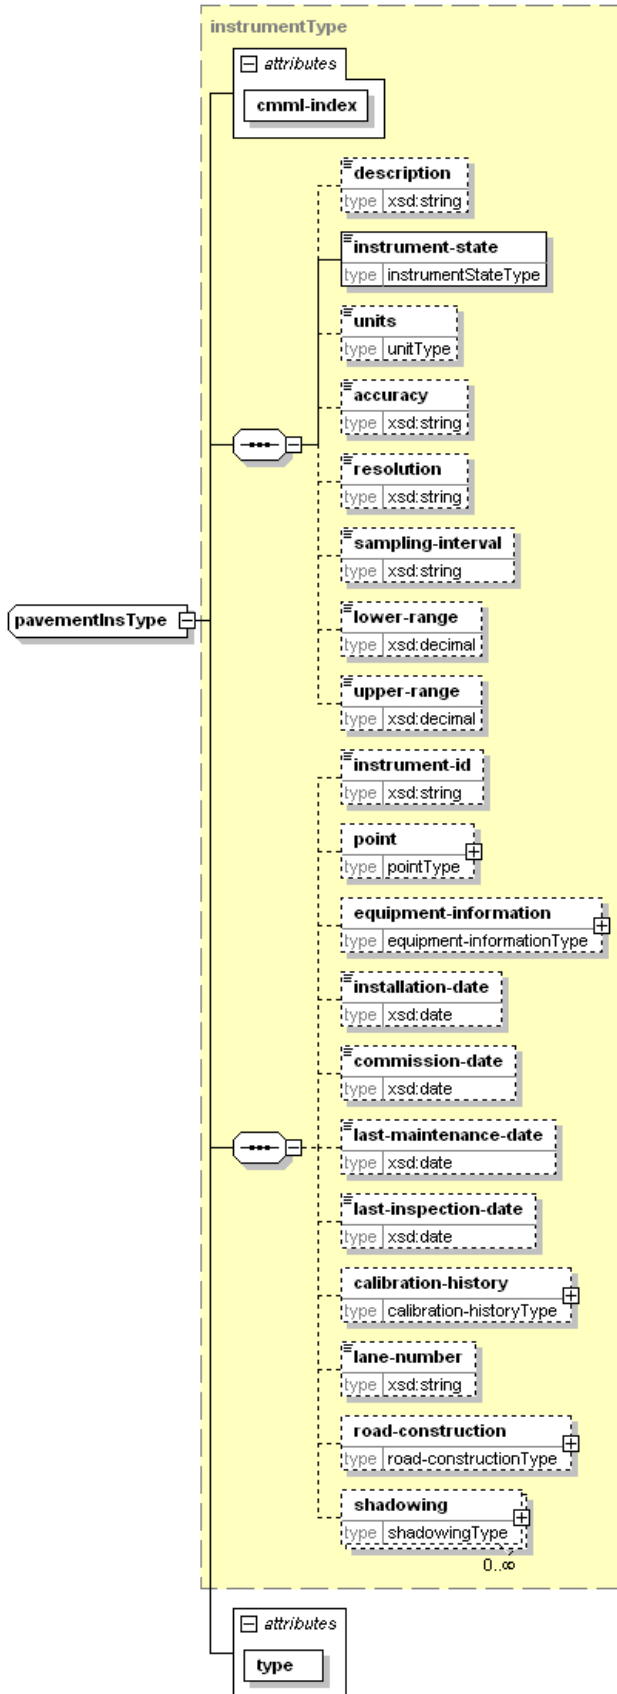 instrumentType
attributes
cmml-index
description
type xsd:string
instrument-state
type instrumentStateType
units
type unitType
accuracy
type xsd:string
resolution
type xsd:string
sampling-interval
type xsd:string
pavementInsType
lower-range
type xsd:decimal
upper-range
type xsd:decimal
instrument-id
type xsd:string
point
type pointType
equipment-information
type equipment-informationType
installation-date
type xsd:date
commission-date
type xsd:date
last-maintenance-date
type xsd:date
last-inspection-date
type xsd:date
calibration-history
type calibration-historyType
lane-number
type xsd:string
road-construction
type road-constructionType
shadowing
type shadowingType
0..∞
attributes
type